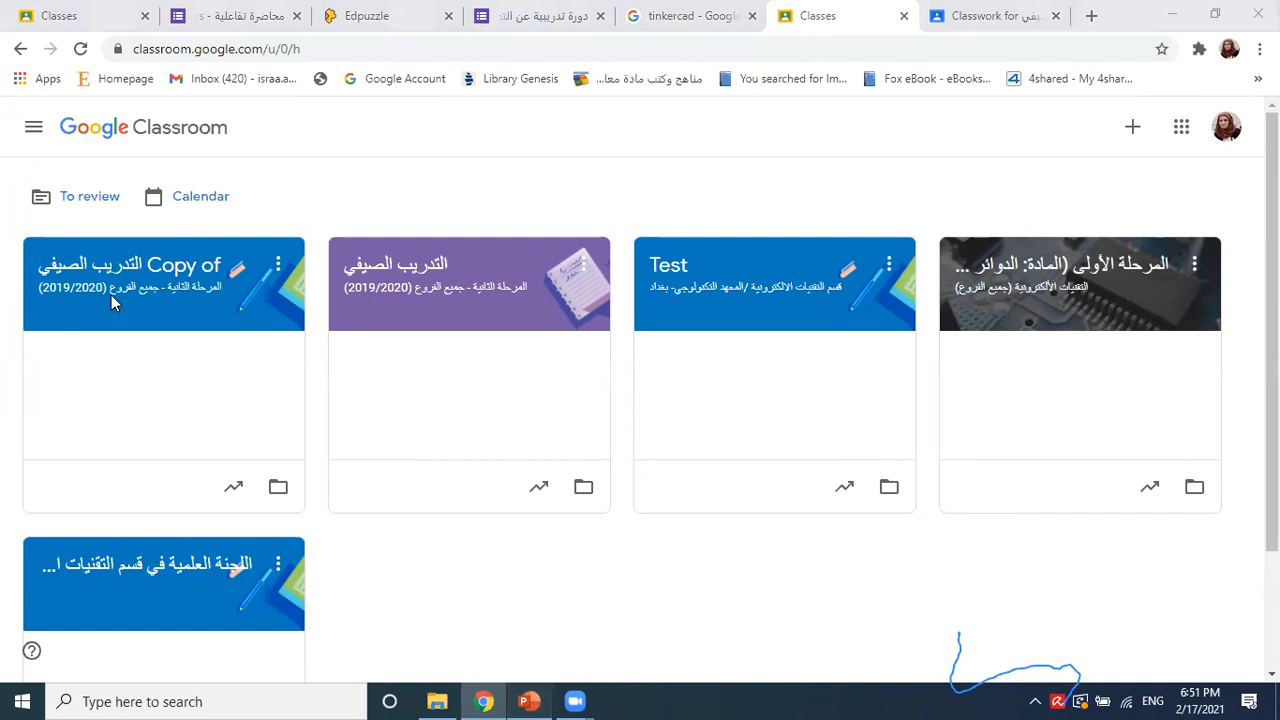 Classes
محاضرة تفاعلية - s
Edpuzzle
دورة تدريبية عن الت
tinkercad - Google
Classes
Classwork for صيفي
classroom.google.com/u/0/h
Apps
Homepage
Inbox (420) - israa.a...
Google Account
Library Genesis
مناهج وكتب مادة معا...
You searched for Im...
Fox eBook - eBooks...
4shared - My 4shar...
Google Classroom
To review
Calendar
Copy of التدريب الصيفي
المرحلة الثانية - جميع الفروع (2019/2020)
التدريب الصيفي
المرحلة الثانية - جميع الفروع (2019/2020)
Test
قسم التقنيات الالكترونية /المعهد التكنولوجي- بغداد
المرحلة الأولى (المادة: الدوائر ...
التقنيات الألكترونية (جميع الفروع)
اللجنة العلمية في قسم التقنيات ا...
Type here to search
ENG
6:51 PM
2/17/2021